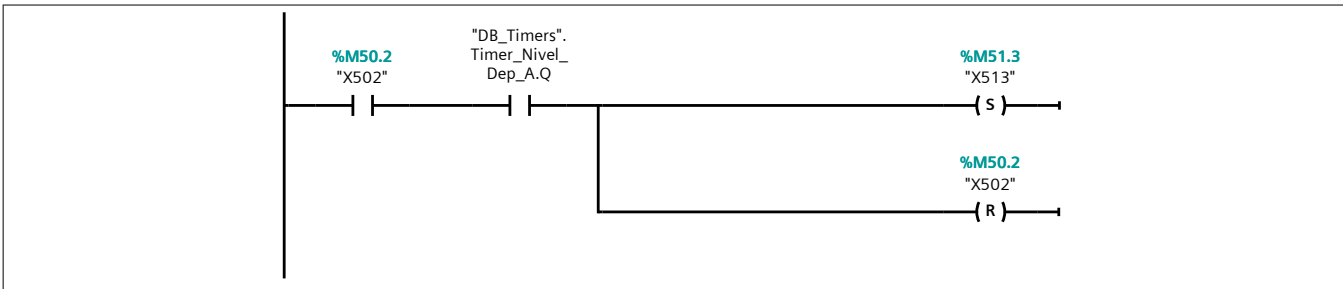 "DB_Timers".
Timer_Nivel_
Dep_A.Q
%M50.2
"X502"
%M51.3
"X513"
S
%M50.2
"X502"
R